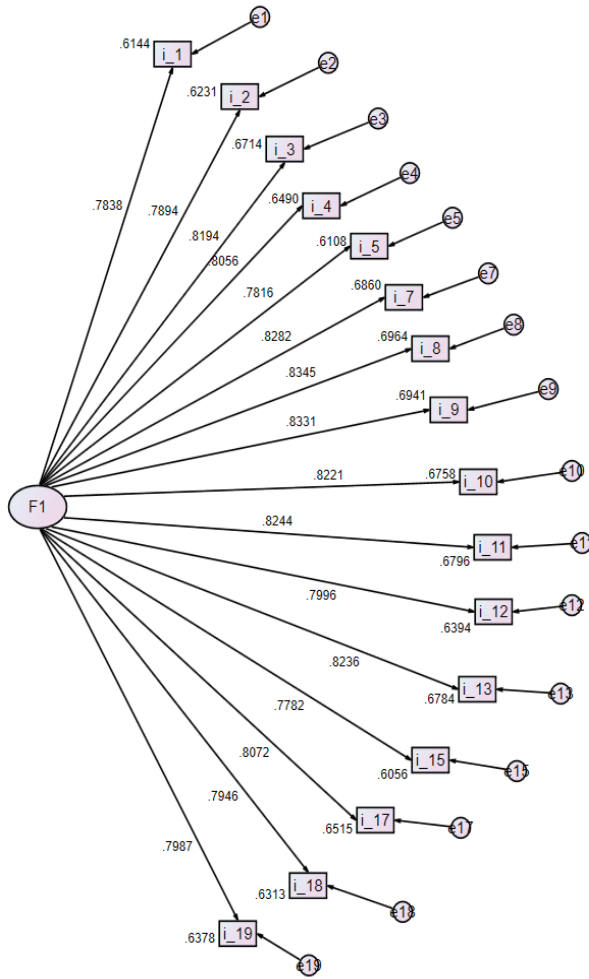 e1
.6144
i_1
e2
.6231
i_2
e3
.6714
i_3
e4
.6490
i_4
e5
.6108
i_5
e7
.6860
i_7
e8
.6964
i_8
e9
.6941
i_9
e10
.6758
i_10
e1
.6796
i_11
e12
.6394
i_12
e13
.6784
i_13
e15
.6056
i_15
e17
.6515
i_17
e18
.6313
i_18
e19
.6378
i_19
.7838
.7894
.8194
.8056
.7816
.8282
.8345
.8331
.8221
.8244
.7996
.8236
.7782
.8072
.7946
.7987
F1